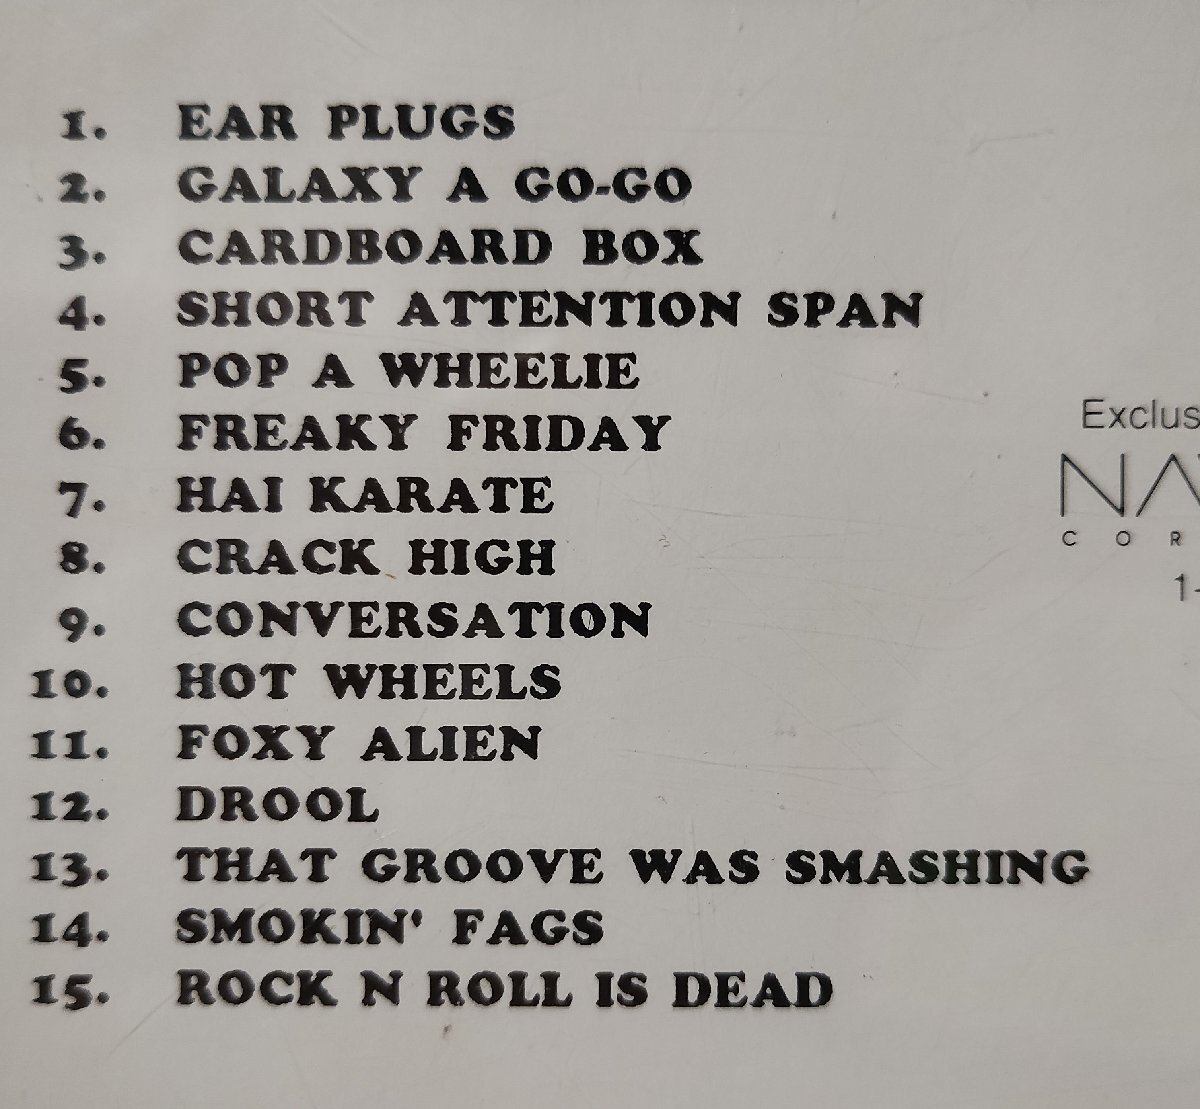 1. EAR PLUGS
2. GALAXY A GO-GO
3. CARDBOARD BOX
4. SHORT ATTENTION SPAN
5. POP A WHEELIE
6. FREAKY FRIDAY
7. HAI KARATE
8. CRACK HIGH
9. CONVERSATION
10. HOT WHEELS
11. FOXY ALIEN
12. DROOL
13. THAT GROOVE WAS SMASHING
14. SMOKIN' FAGS
15. ROCK N ROLL IS DEAD